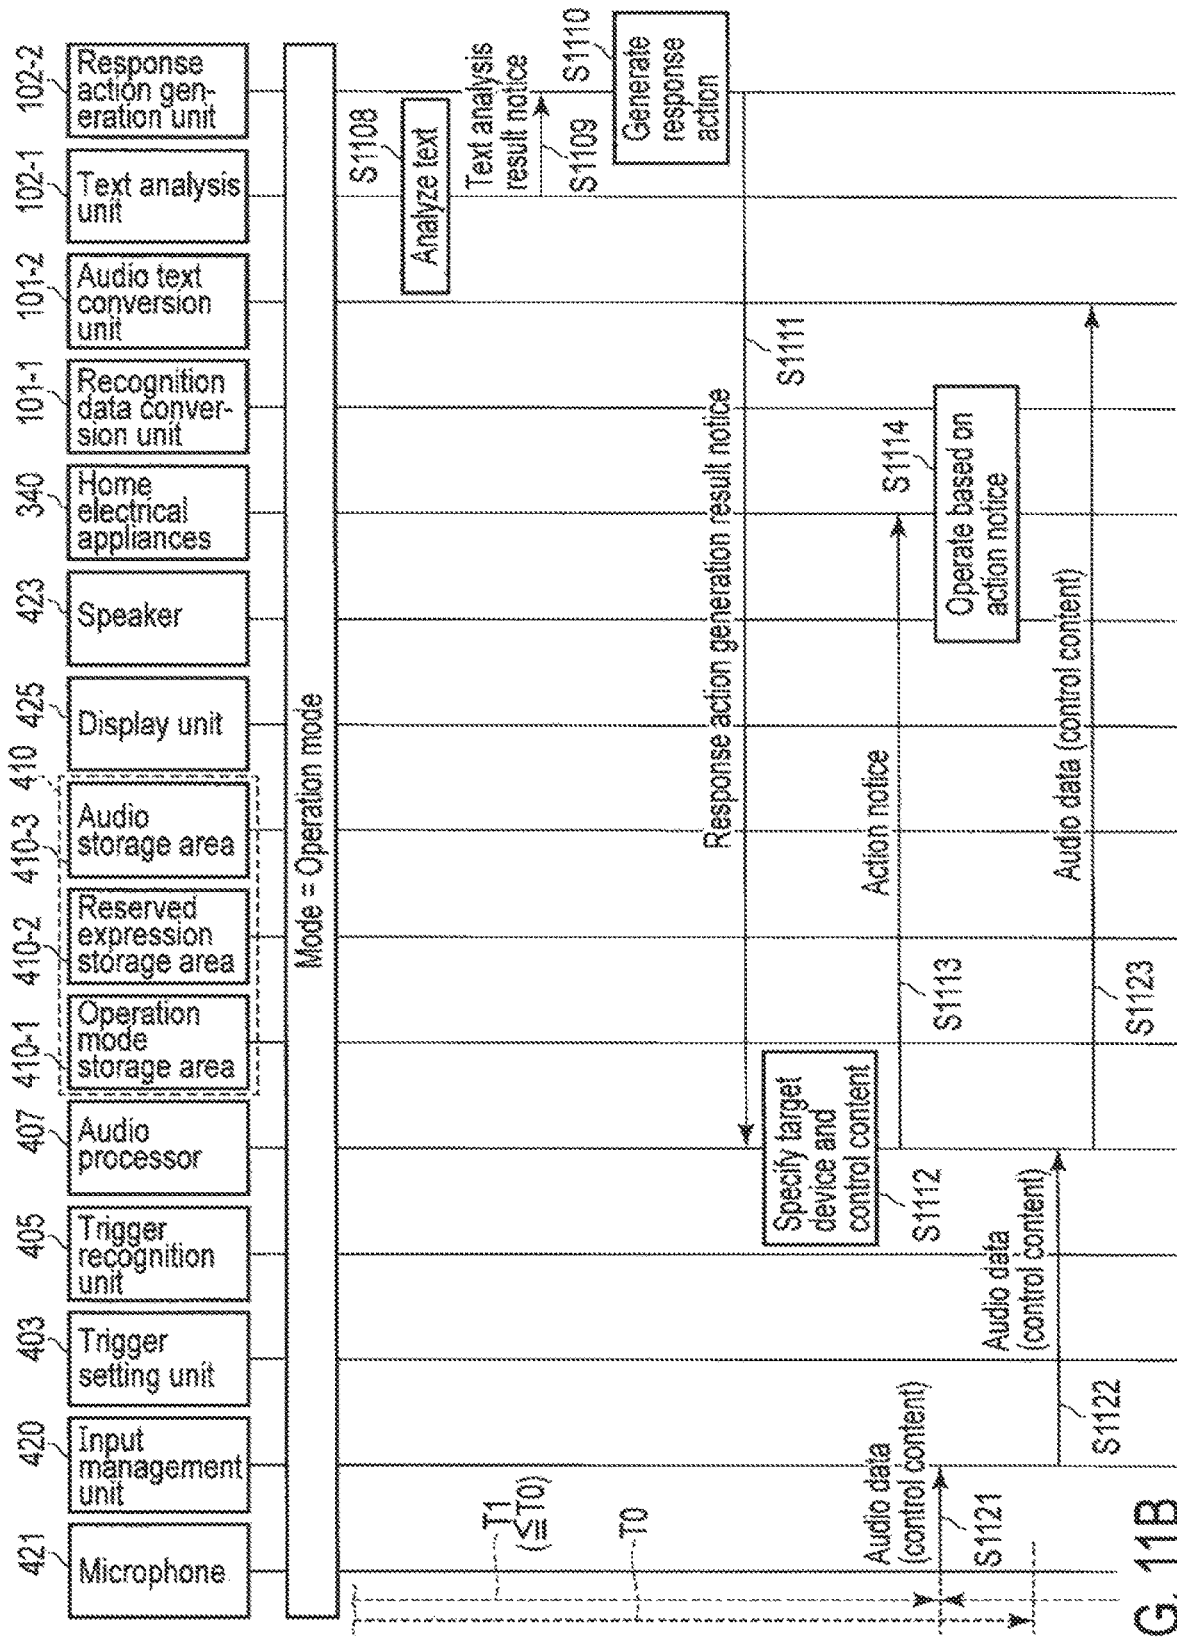 421
Microphone
420
Input
management
unit
403
Trigger
setting unit
405
Trigger
recognition
unit
407
Audio
processor
410-1
Operation
mode
storage area
410-2
Reserved
expression
storage area
410-3
Audio
storage area
410
425
Display unit
423
Speaker
340
Home
electrical
appliances
101-1
Recognition
data conver-
sion unit
101-2
Audio text
conversion
unit
102-1
Text analysis
unit
102-2
Response
action gen-
eration unit
Mode = Operation mode
S1108
Analyze text
T1
(≦T0)
T0
Text analysis
result notice
S1109
S1110
Generate
response
action
Response action generation result notice
S1111
Specify target
device and
control content
S1112
Action notice
S1113
S1114
Operate based on
action notice
Audio data
(control content)
S1121
Audio data
(control content)
S1122
Audio data (control content)
S1123
G. 11B